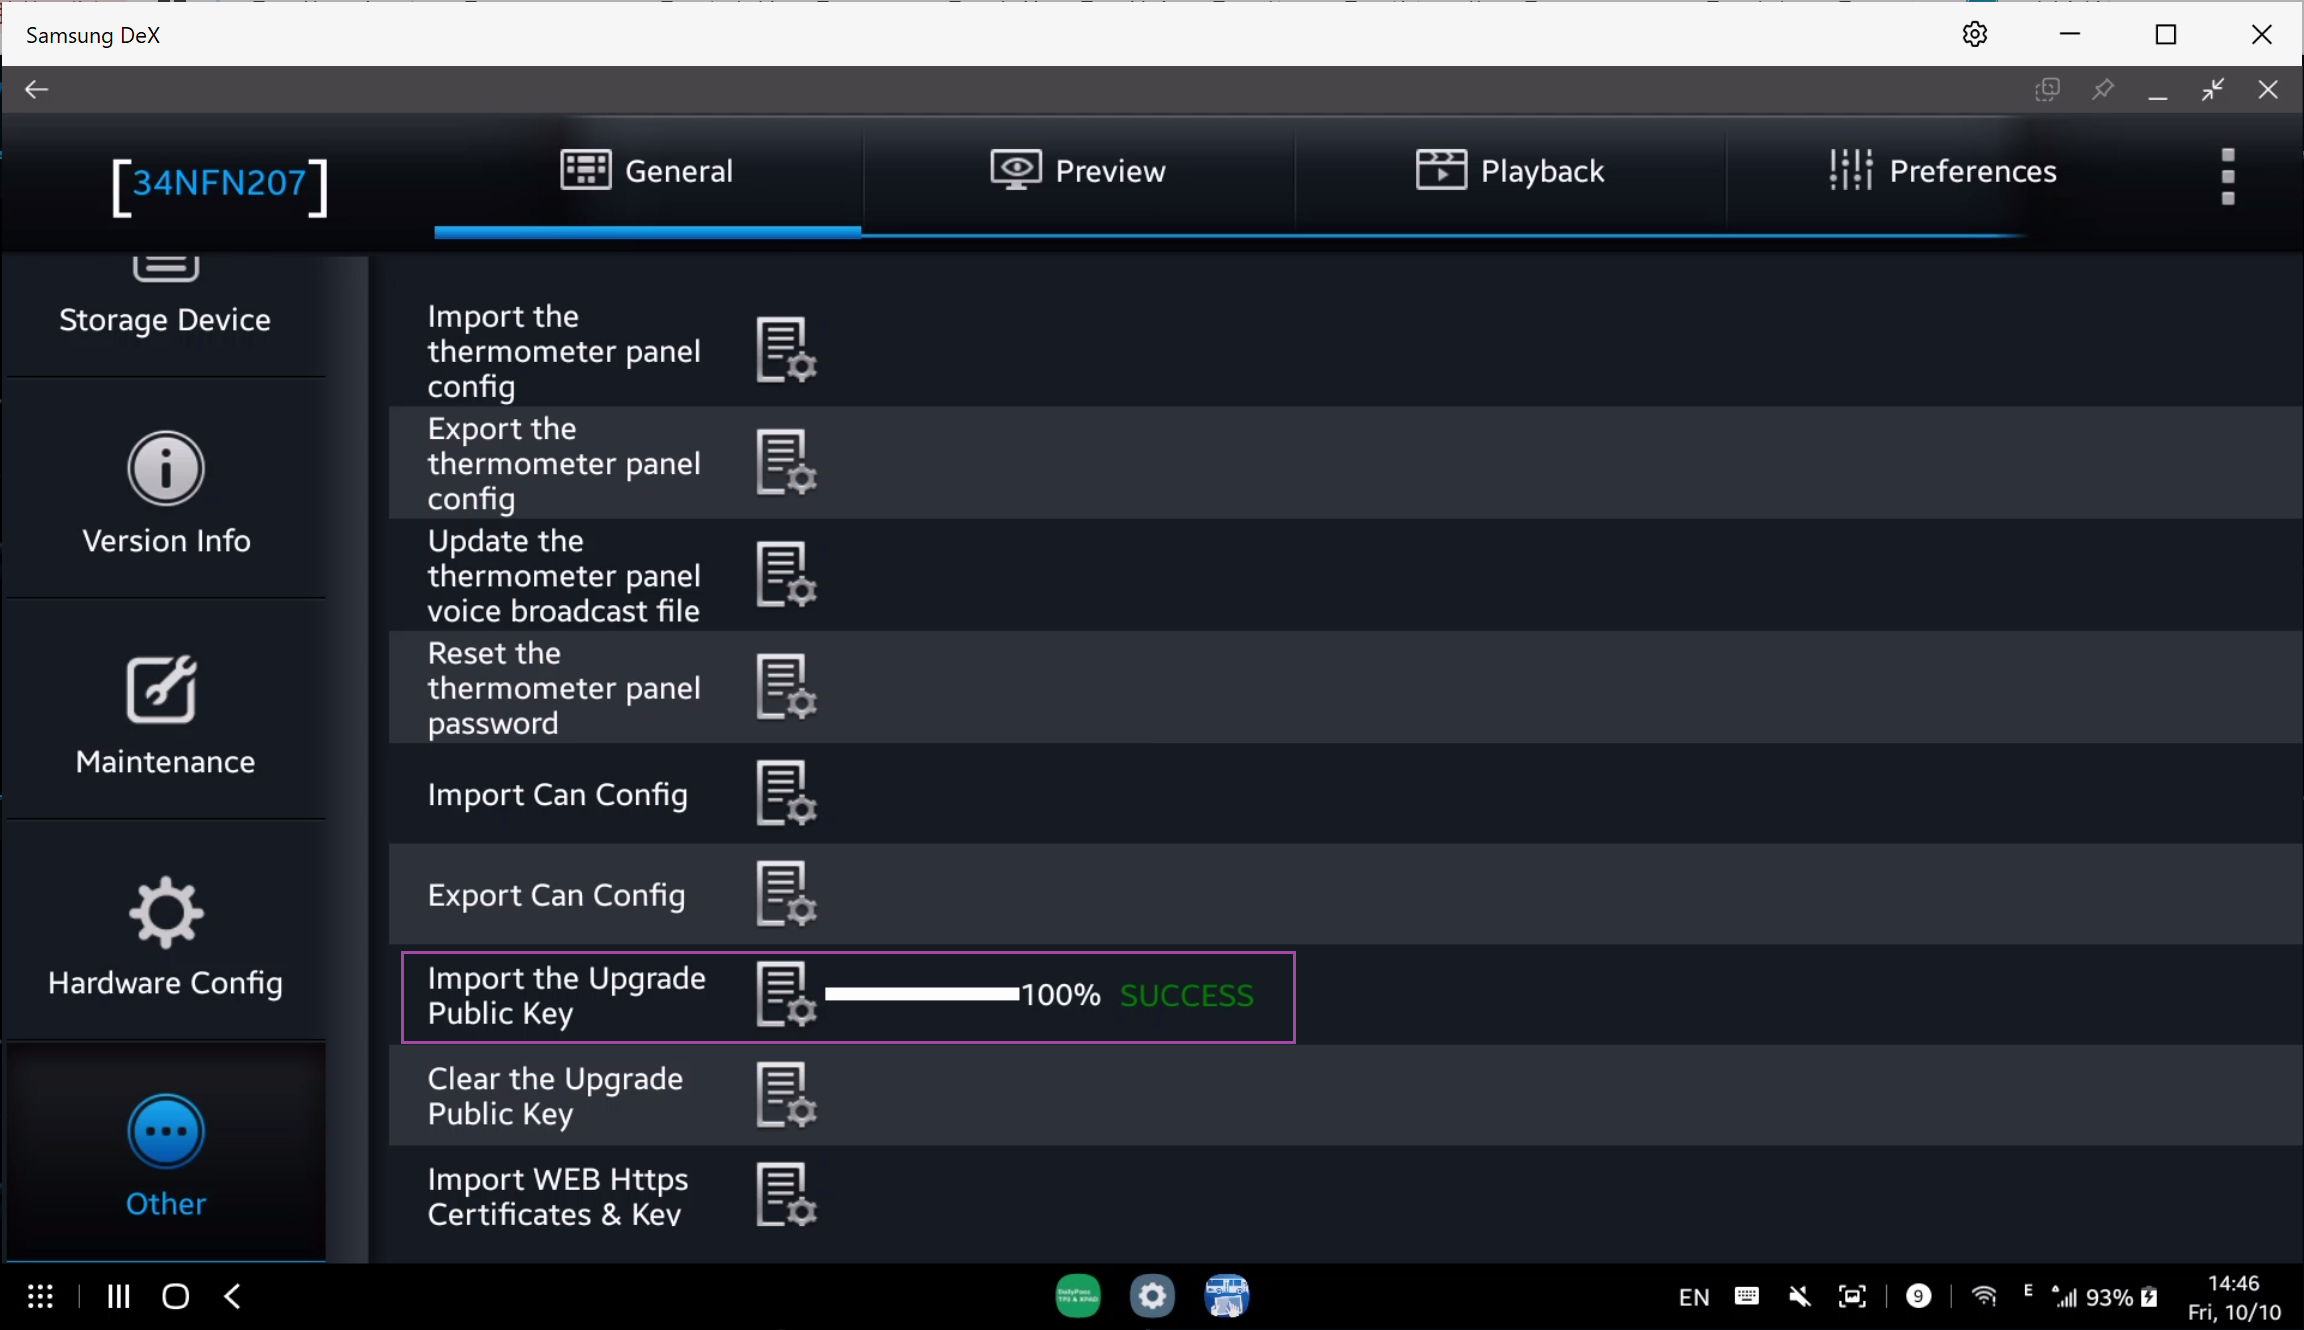 Samsung DeX
[34NFN207]
General
Preview
Playback
Preferences
Storage Device
Version Info
Maintenance
Hardware Config
Other
Import the
thermometer panel
config
Export the
thermometer panel
config
Update the
thermometer panel
voice broadcast file
Reset the
thermometer panel
password
Import Can Config
Export Can Config
Import the Upgrade
Public Key
100% SUCCESS
Clear the Upgrade
Public Key
Import WEB Https
Certificates & Key
EN
9
E
93%
14:46
Fri, 10/10